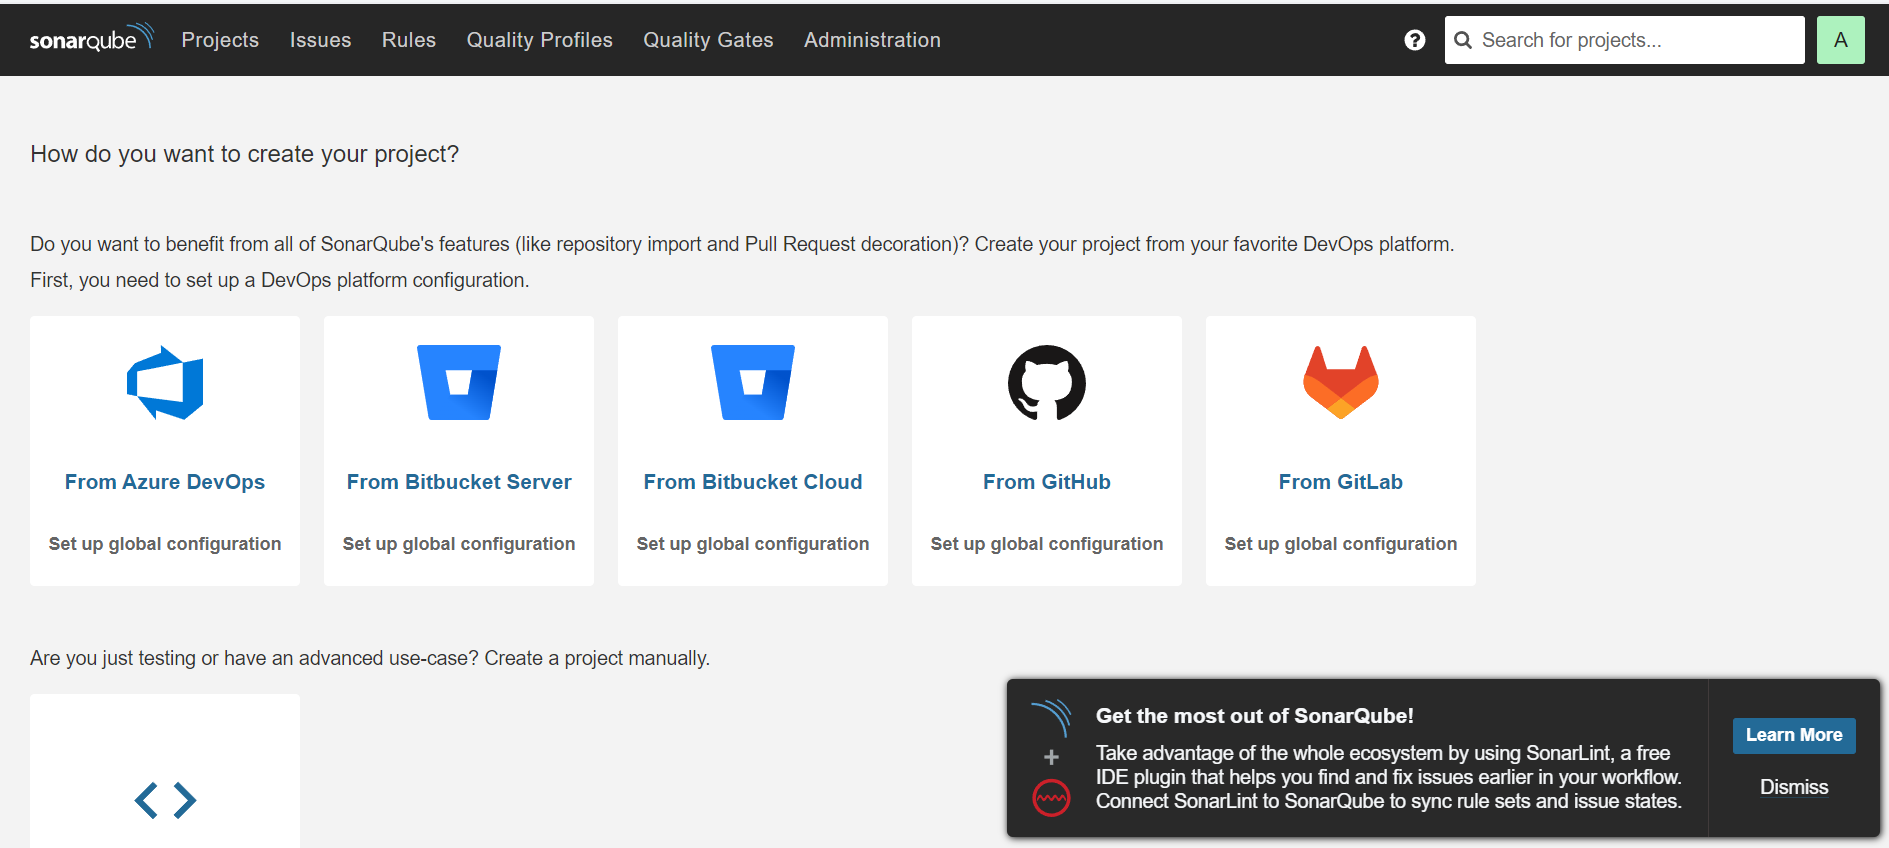 sonarqube Projects Issues Rules Quality Profiles Quality Gates Administration ? Search for projects... A
How do you want to create your project?
Do you want to benefit from all of SonarQube's features (like repository import and Pull Request decoration)? Create your project from your favorite DevOps platform.
First, you need to set up a DevOps platform configuration.
From Azure DevOps From Bitbucket Server From Bitbucket Cloud From GitHub From GitLab
Set up global configuration Set up global configuration Set up global configuration Set up global configuration Set up global configuration
Are you just testing or have an advanced use-case? Create a project manually.
Get the most out of SonarQube!
Take advantage of the whole ecosystem by using SonarLint, a free
IDE plugin that helps you find and fix issues earlier in your workflow.
Connect SonarLint to SonarQube to sync rule sets and issue states.
Learn More
Dismiss